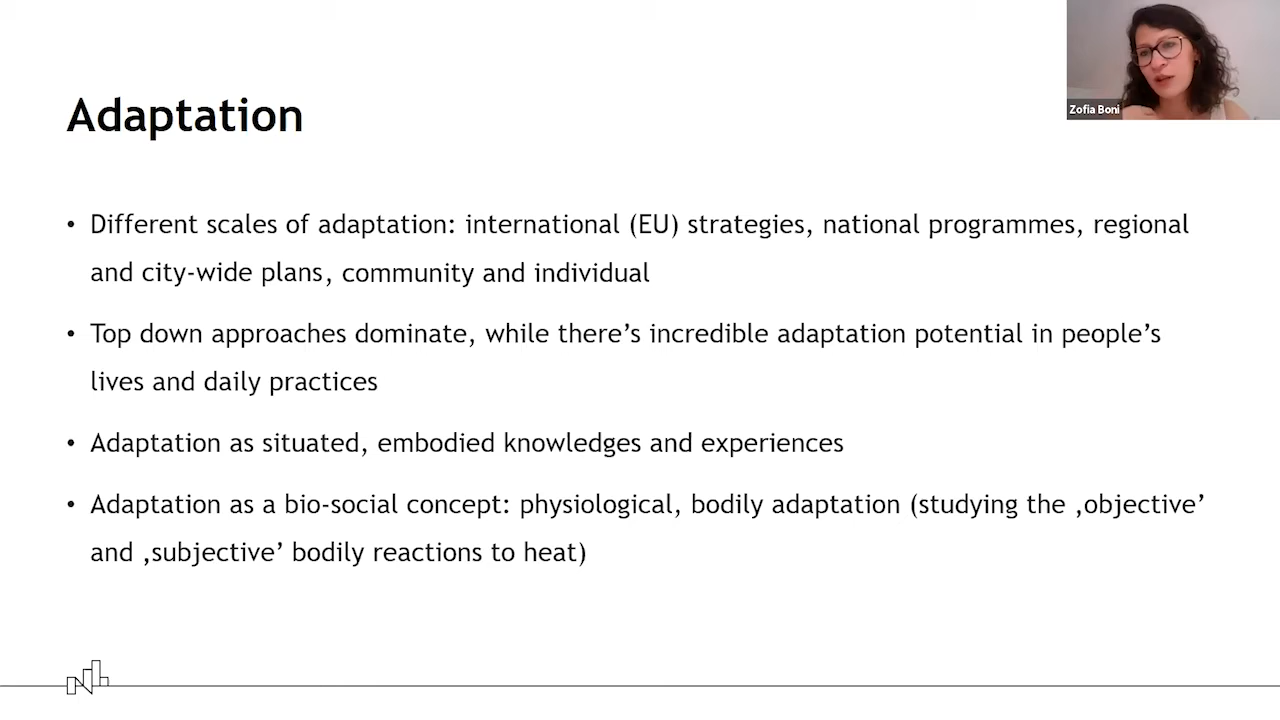 Zofia Boni
Adaptation
• Different scales of adaptation: international (EU) strategies, national programmes, regional
and city-wide plans, community and individual
• Top down approaches dominate, while there’s incredible adaptation potential in people’s
lives and daily practices
• Adaptation as situated, embodied knowledges and experiences
• Adaptation as a bio-social concept: physiological, bodily adaptation (studying the ‚objective’
and ‚subjective’ bodily reactions to heat)